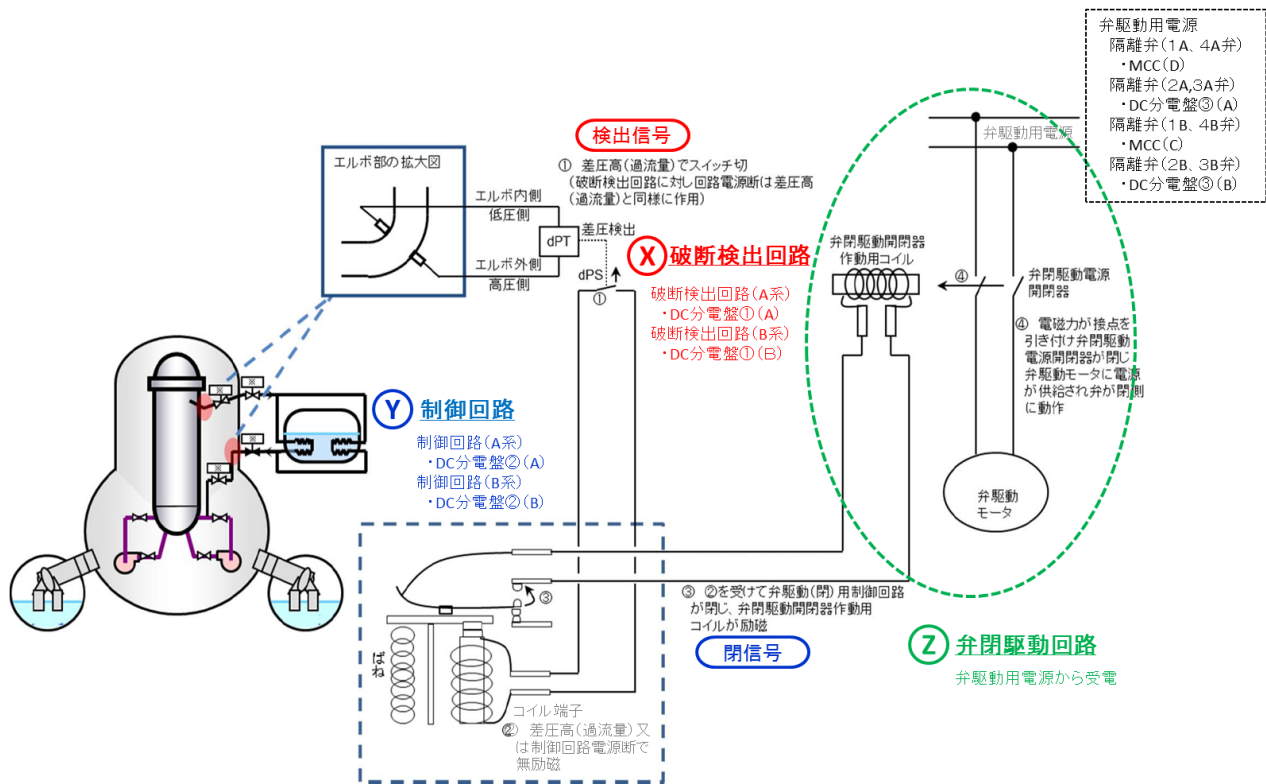 弁駆動用電源
隔離弁(1A、4A弁)
・MCC(D)
隔離弁(2A,3A弁)
・DC分電盤③(A)
隔離弁(1B、4B弁)
・MCC(C)
隔離弁(2B、3B弁)
・DC分電盤③(B)
弁駆動用電源
検出信号
① 差圧高(過流量)でスイッチ切
(破断検出回路に対し回路電源断は差圧高
(過流量)と同様に作用)
エルボ部の拡大図
エルボ内側
低圧側
エルボ外側
高圧側
差圧検出
dPT
dPS
①
X 破断検出回路
破断検出回路(A系)
・DC分電盤①(A)
破断検出回路(B系)
・DC分電盤①(B)
弁閉駆動開閉器
作動用コイル
④
弁閉駆動電源
開閉器
④ 電磁力が接点を
引き付け弁閉駆動
電源開閉器が閉じ
弁駆動モータに電源
が供給され弁が閉側
に動作
弁駆動
モータ
※
※
※
※
Y 制御回路
制御回路(A系)
・DC分電盤②(A)
制御回路(B系)
・DC分電盤②(B)
③
ばね
コイル端子
② 差圧高(過流量)又
は制御回路電源断で
無励磁
③ ②を受けて弁駆動(閉)用制御回路
が閉じ、弁閉駆動開閉器作動用
コイルが励磁
閉信号
Z 弁閉駆動回路
弁駆動用電源から受電